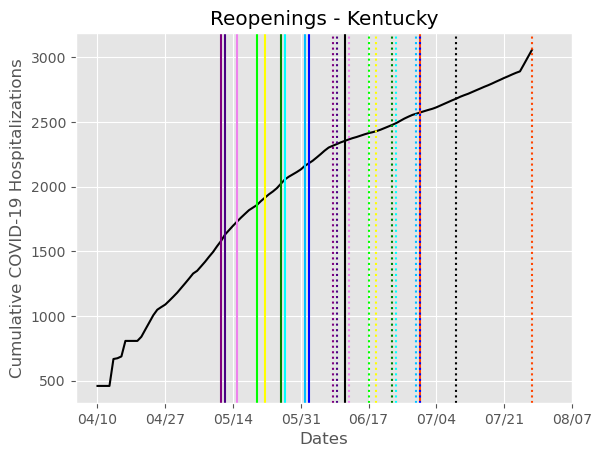 Reopenings - Kentucky
Cumulative COVID-19 Hospitalizations
3000
2500
2000
1500
1000
500
04/10 04/27 05/14 05/31 06/17 07/04 07/21 08/07
Dates